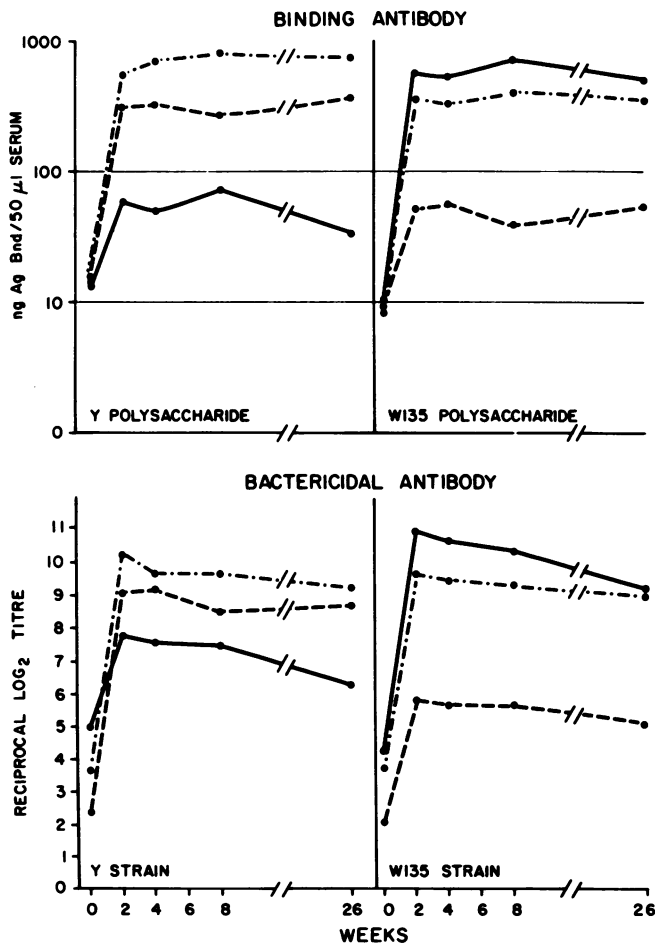 BINDING ANTIBODY
1000
100
10
0
ng Ag Bnd/50 µl SERUM
Y POLYSACCHARIDE
W135 POLYSACCHARIDE
BACTERICIDAL ANTIBODY
11
10
9
8
7
6
5
4
3
2
1
0
RECIPROCAL LOG2 TITRE
Y STRAIN
W135 STRAIN
0 2 4 8 26 0 2 4 8 26
WEEKS